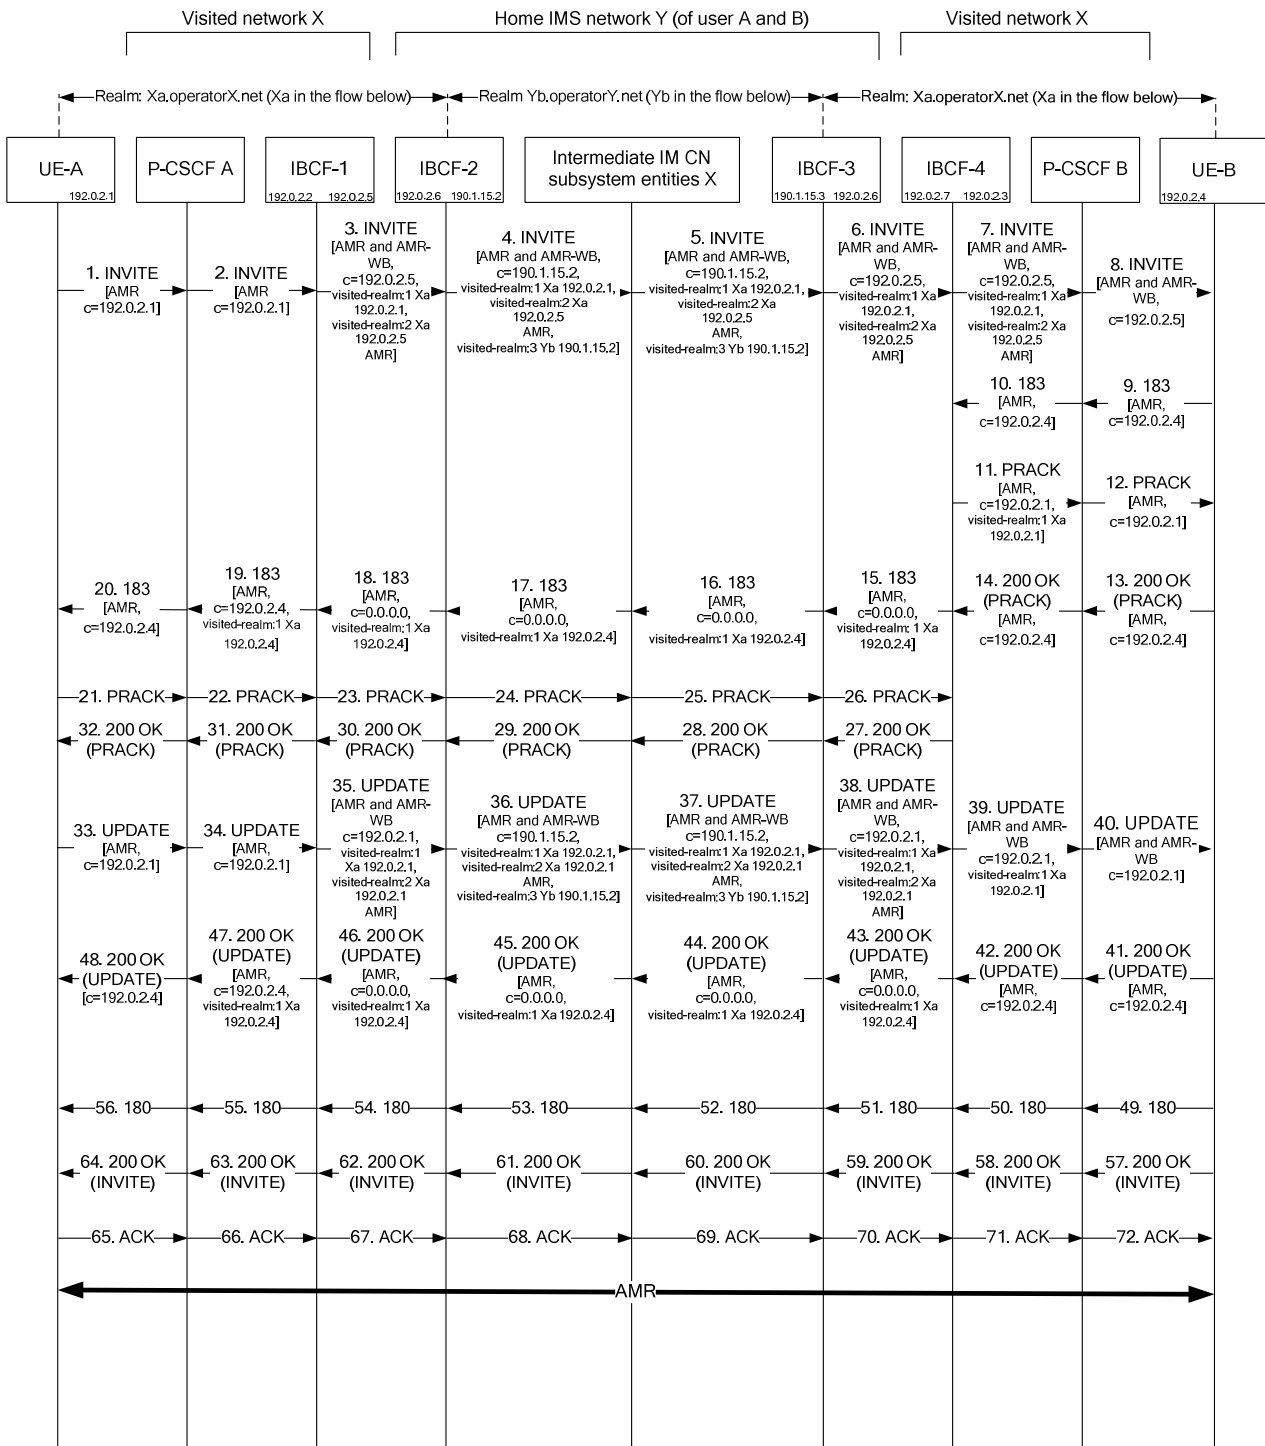 Visited network X
Home IMS network Y (of user A and B)
Visited network X
Realm: Xa.operatorX.net (Xa in the flow below)
Realm Yb.operatorY.net (Yb in the flow below)
Realm: Xa.operatorX.net (Xa in the flow below)
UE-A
192.0.2.1
P-CSCF A
IBCF-1
192.0.2.2 192.0.2.5
IBCF-2
192.0.2.6 190.1.15.2
Intermediate IM CN
subsystem entities X
IBCF-3
190.1.15.3 192.0.2.6
IBCF-4
192.0.2.7 192.0.2.3
P-CSCF B
UE-B
192.0.2.4
1. INVITE
[AMR
c=192.0.2.1]
2. INVITE
[AMR
c=192.0.2.1]
3. INVITE
[AMR and AMR-
WB,
c=192.0.2.5,
visited-realm:1 Xa
192.0.2.1,
visited-realm:2 Xa
192.0.2.5
AMR]
4. INVITE
[AMR and AMR-WB,
c=190.1.15.2,
visited-realm:1 Xa 192.0.2.1,
visited-realm:2 Xa
192.0.2.5
AMR,
visited-realm:3 Yb 190.1.15.2]
5. INVITE
[AMR and AMR-WB,
c=190.1.15.2,
visited-realm:1 Xa 192.0.2.1,
visited-realm:2 Xa
192.0.2.5
AMR,
visited-realm:3 Yb 190.1.15.2]
6. INVITE
[AMR and AMR-
WB,
c=192.0.2.5,
visited-realm:1 Xa
192.0.2.1,
visited-realm:2 Xa
192.0.2.5
AMR]
7. INVITE
[AMR and AMR-
WB,
c=192.0.2.5,
visited-realm:1 Xa
192.0.2.1,
visited-realm:2 Xa
192.0.2.5
AMR]
8. INVITE
[AMR and AMR-
WB,
c=192.0.2.5]
10. 183
[AMR,
c=192.0.2.4]
9. 183
[AMR,
c=192.0.2.4]
11. PRACK
[AMR,
c=192.0.2.1,
visited-realm:1 Xa
192.0.2.1]
12. PRACK
[AMR,
c=192.0.2.1]
20. 183
[AMR,
c=192.0.2.4]
19. 183
[AMR,
c=192.0.2.4,
visited-realm:1 Xa
192.0.2.4]
18. 183
[AMR,
c=0.0.0.0,
visited-realm:1 Xa
192.0.2.4]
17. 183
[AMR,
c=0.0.0.0,
visited-realm:1 Xa 192.0.2.4]
16. 183
[AMR,
c=0.0.0.0,
visited-realm:1 Xa 192.0.2.4]
15. 183
[AMR,
c=0.0.0.0,
visited-realm: 1 Xa
192.0.2.4]
14. 200 OK
(PRACK)
[AMR,
c=192.0.2.4]
13. 200 OK
(PRACK)
[AMR,
c=192.0.2.4]
21. PRACK
22. PRACK
23. PRACK
24. PRACK
25. PRACK
26. PRACK
32. 200 OK
(PRACK)
31. 200 OK
(PRACK)
30. 200 OK
(PRACK)
29. 200 OK
(PRACK)
28. 200 OK
(PRACK)
27. 200 OK
(PRACK)
33. UPDATE
[AMR,
c=192.0.2.1]
34. UPDATE
[AMR,
c=192.0.2.1]
35. UPDATE
[AMR and AMR-
WB
c=192.0.2.1,
visited-realm:1
Xa 192.0.2.1,
visited-realm:2 Xa
192.0.2.1
AMR]
36. UPDATE
[AMR and AMR-WB
c=190.1.15.2,
visited-realm:1 Xa 192.0.2.1,
visited-realm:2 Xa 192.0.2.1
AMR,
visited-realm:3 Yb 190.1.15.2]
37. UPDATE
[AMR and AMR-WB
c=190.1.15.2,
visited-realm:1 Xa 192.0.2.1,
visited-realm:2 Xa 192.0.2.1
AMR,
visited-realm:3 Yb 190.1.15.2]
38. UPDATE
[AMR and AMR-
WB,
c=192.0.2.1,
visited-realm:1 Xa
192.0.2.1,
visited-realm:2 Xa
192.0.2.1
AMR]
39. UPDATE
[AMR and AMR-
WB
c=192.0.2.1,
visited-realm:1 Xa
192.0.2.1]
40. UPDATE
[AMR and AMR-
WB
c=192.0.2.1]
48. 200 OK
(UPDATE)
[c=192.0.2.4]
47. 200 OK
(UPDATE)
[AMR,
c=192.0.2.4,
visited-realm:1 Xa
192.0.2.4]
46. 200 OK
(UPDATE)
[AMR,
c=0.0.0.0,
visited-realm:1 Xa
192.0.2.4]
45. 200 OK
(UPDATE)
[AMR,
c=0.0.0.0,
visited-realm:1 Xa 192.0.2.4]
44. 200 OK
(UPDATE)
[AMR,
c=0.0.0.0,
visited-realm:1 Xa 192.0.2.4]
43. 200 OK
(UPDATE)
[AMR,
c=0.0.0.0,
visited-realm:1 Xa
192.0.2.4]
42. 200 OK
(UPDATE)
[AMR,
c=192.0.2.4]
41. 200 OK
(UPDATE)
[AMR,
c=192.0.2.4]
56. 180
55. 180
54. 180
53. 180
52. 180
51. 180
50. 180
49. 180
64. 200 OK
(INVITE)
63. 200 OK
(INVITE)
62. 200 OK
(INVITE)
61. 200 OK
(INVITE)
60. 200 OK
(INVITE)
59. 200 OK
(INVITE)
58. 200 OK
(INVITE)
57. 200 OK
(INVITE)
65. ACK
66. ACK
67. ACK
68. ACK
69. ACK
70. ACK
71. ACK
72. ACK
AMR